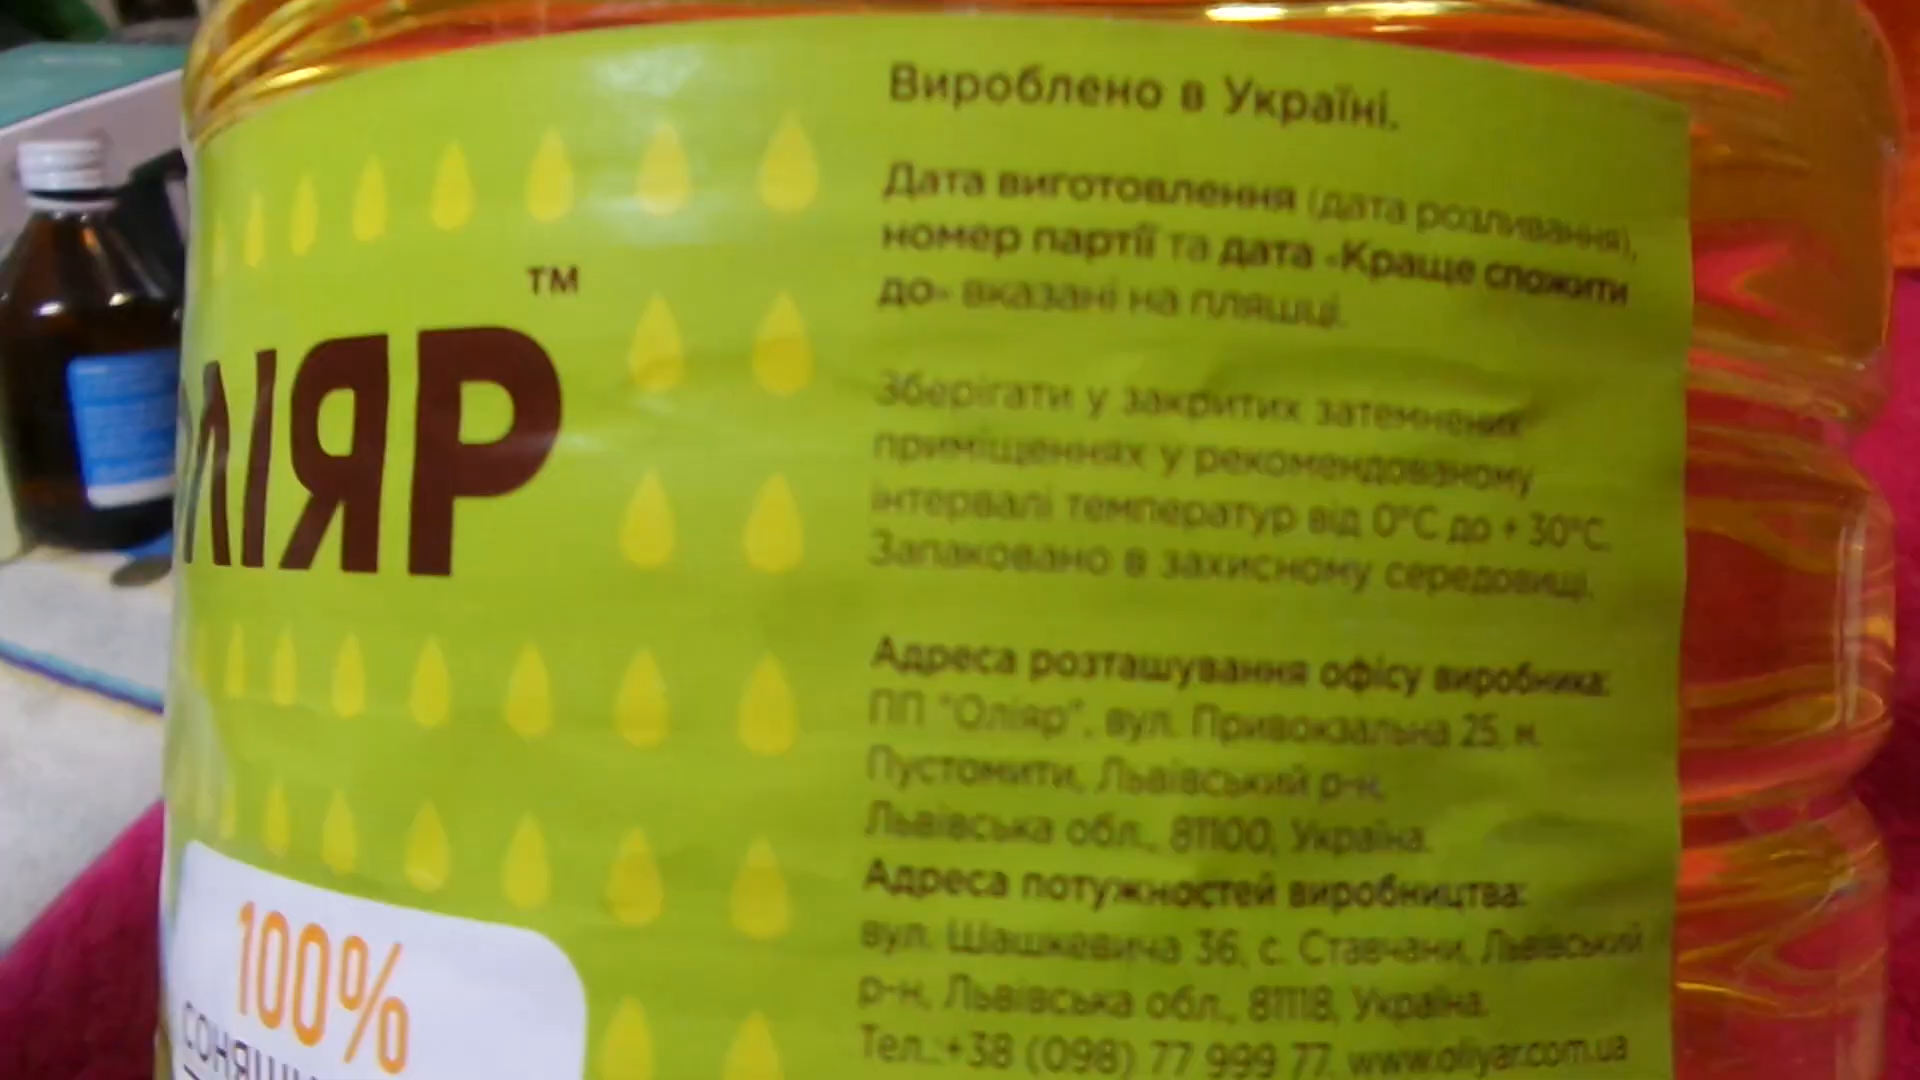 Вироблено в Україні.
Дата виготовлення (дата розливання),
номер партії та дата «Краще спожити
до» вказані на пляшці.
Зберігати у закритих затемнених
приміщеннях у рекомендованому
інтервалі температур від 0°С до + 30°С.
Запаковано в захисному середовищі.
Адреса розташування офісу виробника:
ПП "Оліяр", вул. Привокзальна 25, м.
Пустомити, Львівський р-н,
Львівська обл., 81100, Україна.
Адреса потужностей виробництва:
вул. Шашкевича 36, с. Ставчани, Львівський
р-н, Львівська обл., 81118, Україна.
Тел.:+38 (098) 77 999 77. www.oliyar.com.ua
ОЛІЯР™
100%